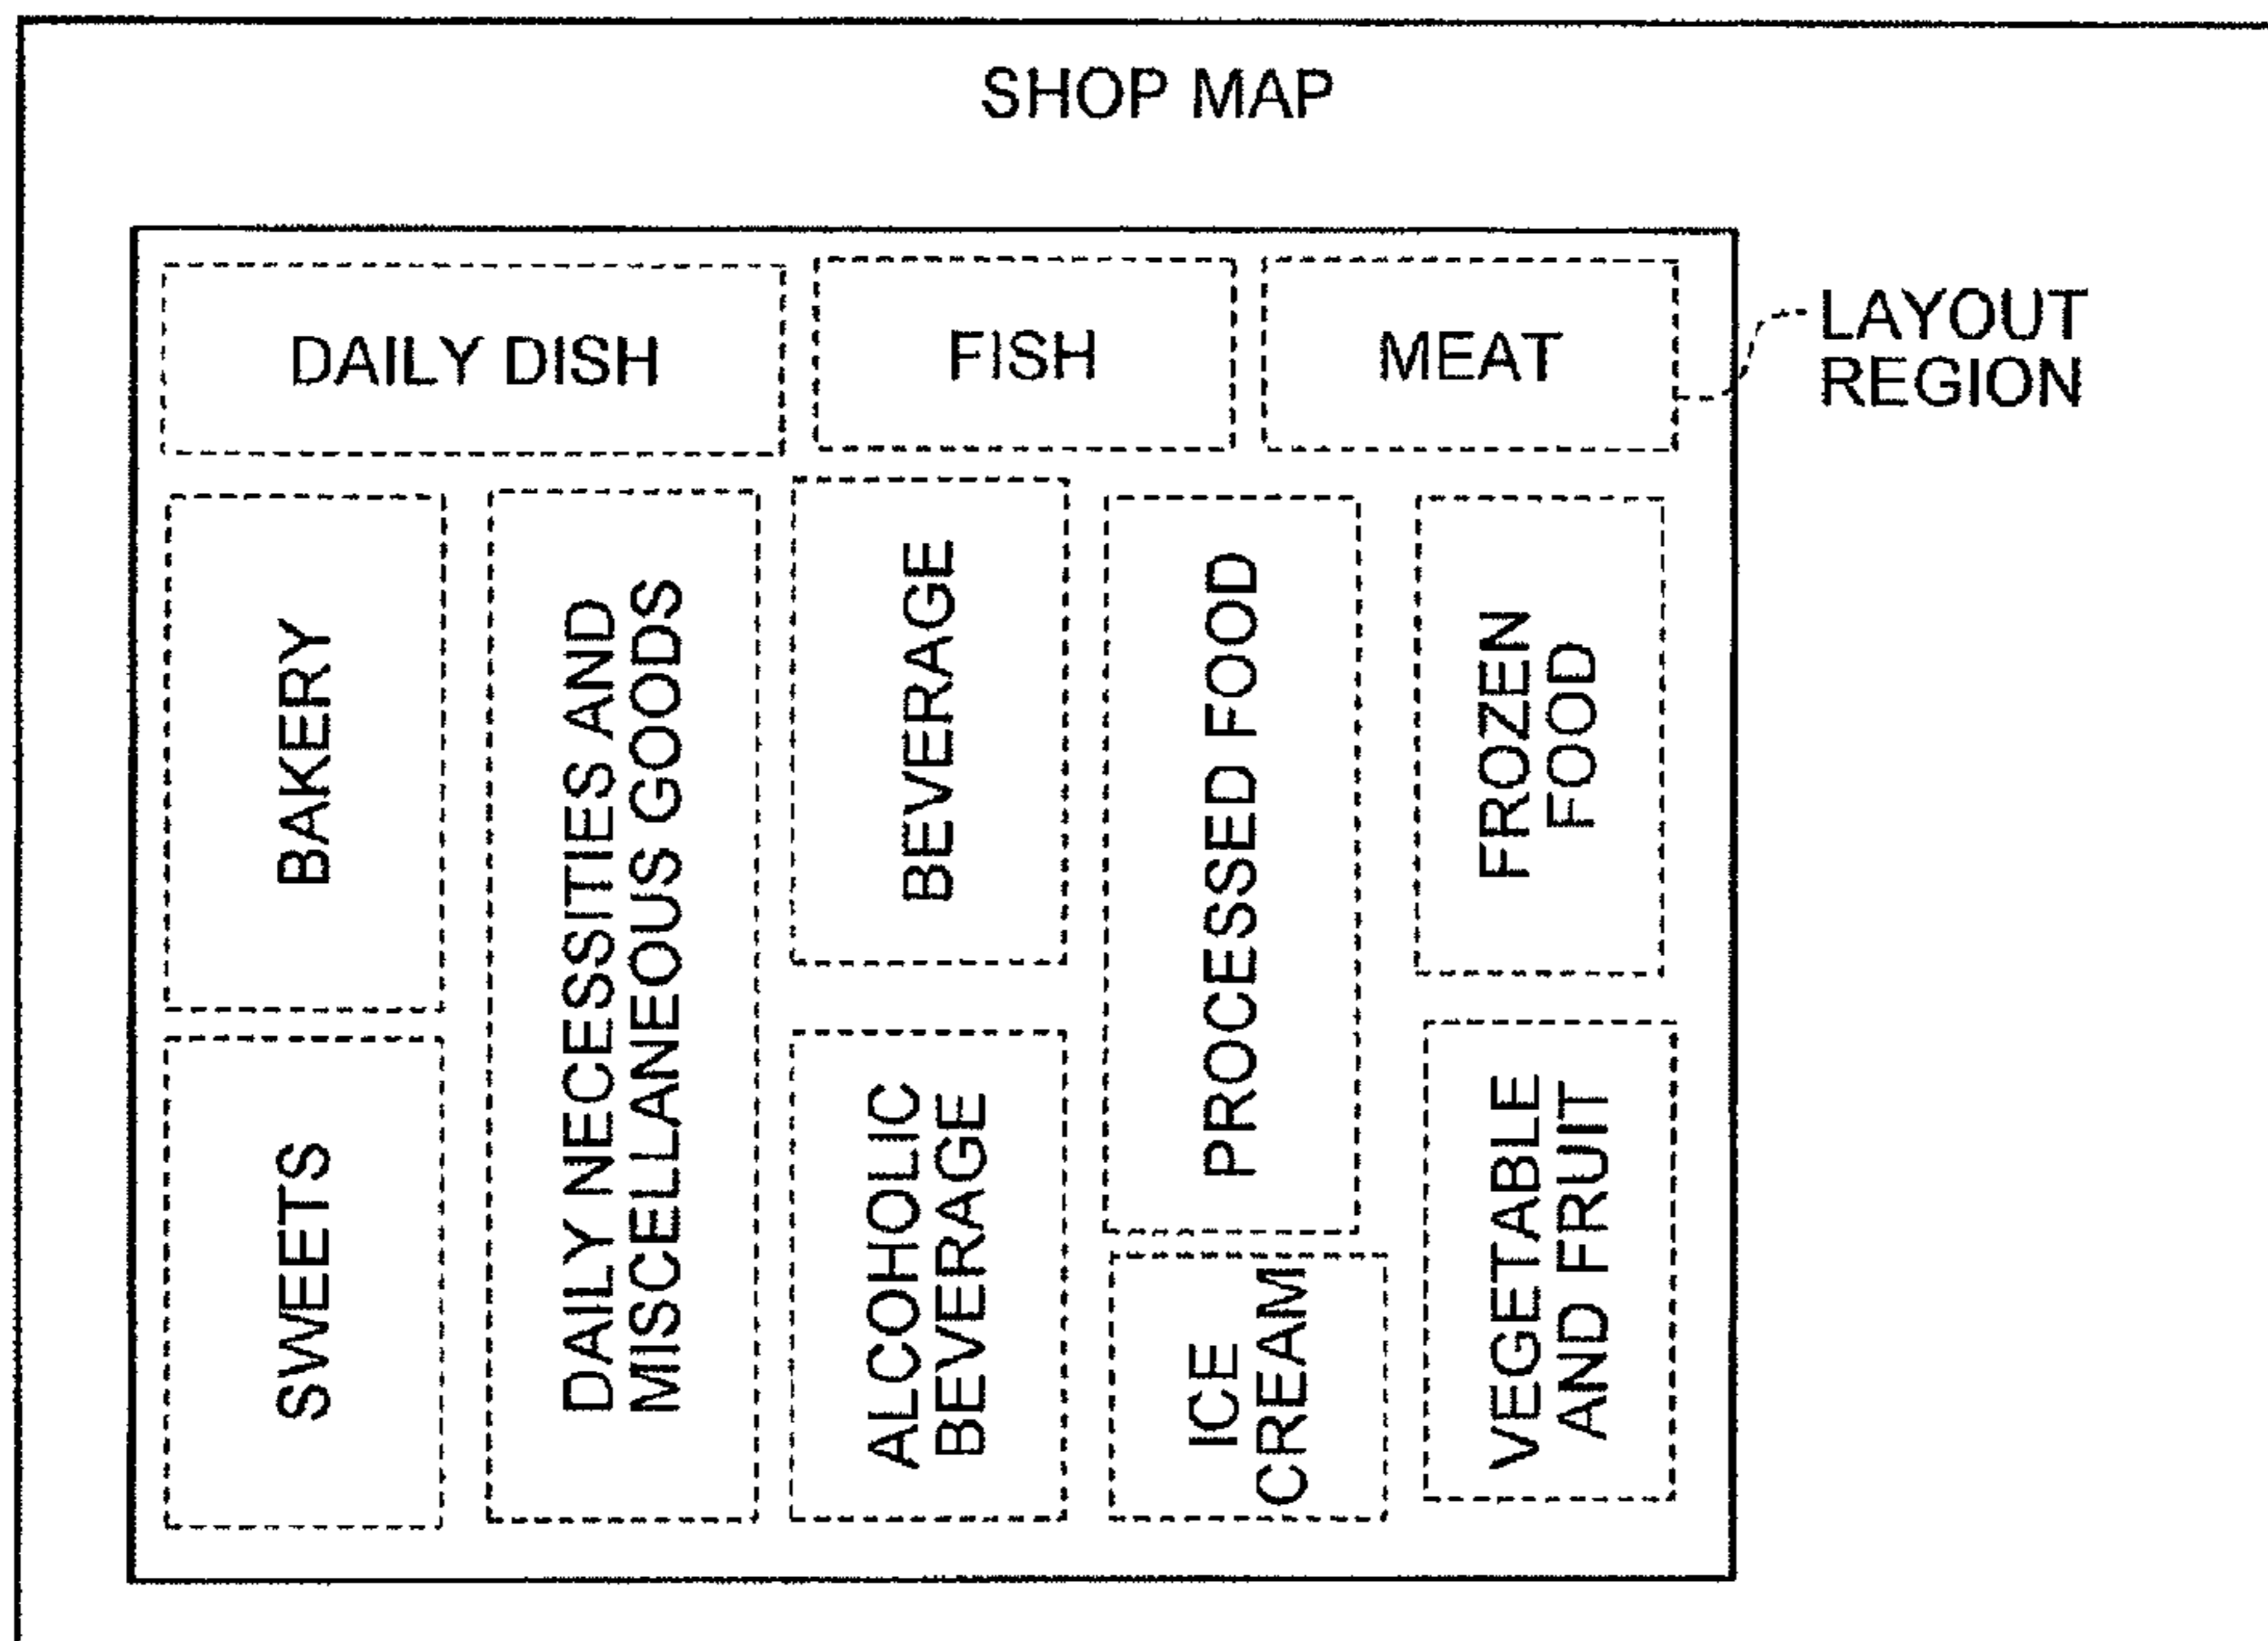 SHOP MAP
DAILY DISH
FISH
MEAT
LAYOUT
REGION
BAKERY
DAILY NECESSITIES AND
MISCELLANEOUS GOODS
BEVERAGE
PROCESSED FOOD
FROZEN
FOOD
SWEETS
ALCOHOLIC
BEVERAGE
ICE
CREAM
VEGETABLE
AND FRUIT